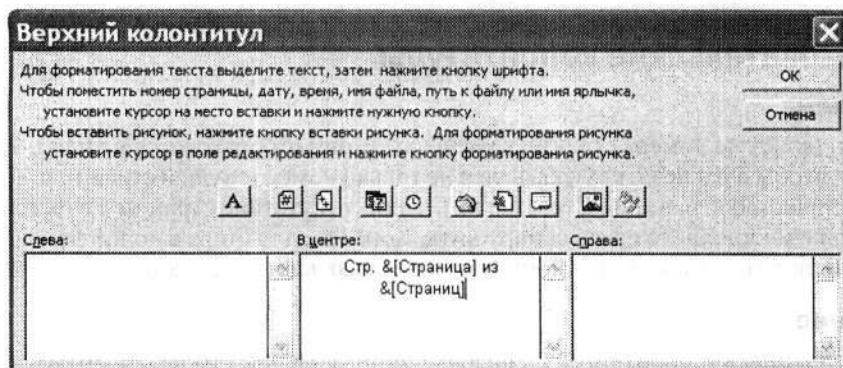 Верхний колонтитул
Для форматирования текста выделите текст, затем нажмите кнопку шрифта.
Чтобы поместить номер страницы, дату, время, имя файла, путь к файлу или имя ярлычка,
установите курсор на место вставки и нажмите нужную кнопку.
Чтобы вставить рисунок, нажмите кнопку вставки рисунка. Для форматирования рисунка
установите курсор в поле редактирования и нажмите кнопку форматирования рисунка.
ОК
Отмена
A
Слева:
В центре:
Справа:
Стр. &[Страница] из
&[Страниц]